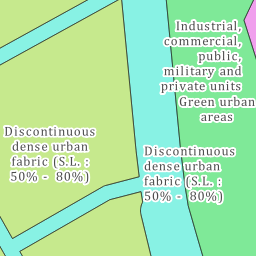 Industrial,
commercial,
public,
military and
private units
Green urban
areas
Discontinuous
dense urban
fabric (S.L. :
50% - 80%)
Discontinuous
dense urban
fabric (S.L. :
50% - 80%)